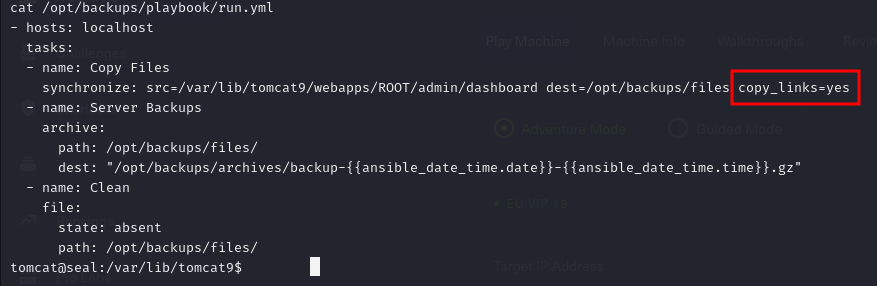 cat /opt/backups/playbook/run.yml
- hosts: localhost
  tasks:
  - name: Copy Files
    synchronize: src=/var/lib/tomcat9/webapps/ROOT/admin/dashboard dest=/opt/backups/files copy_links=yes
  - name: Server Backups
    archive:
      path: /opt/backups/files/
      dest: "/opt/backups/archives/backup-{{ansible_date_time.date}}-{{ansible_date_time.time}}.gz"
  - name: Clean
    file:
      state: absent
      path: /opt/backups/files/
tomcat@seal:/var/lib/tomcat9$
Play Machine Machine Info Walkthroughs
Adventure Mode Guided Mode
Target IP Address